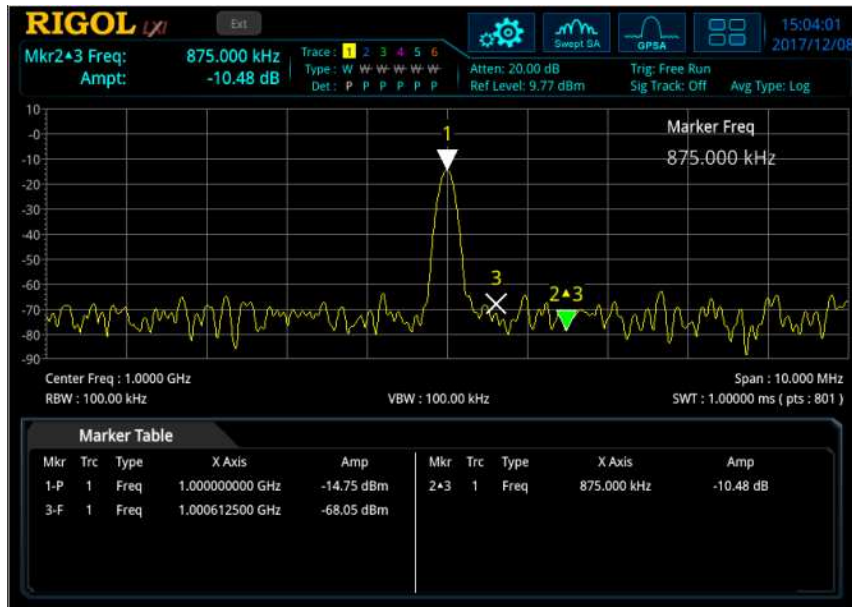 RIGOL LXI Ext Swept SA GPSA 15:04:01
2017/12/08
Mkr2▲3 Freq: 875.000 kHz
Ampt: -10.48 dB
Trace: 1 2 3 4 5 6
Type: W W W W W W
Det: P P P P P P
Atten: 20.00 dB Trig: Free Run
Ref Level: 9.77 dBm Sig Track: Off Avg Type: Log
10
-0
-10
-20
-30
-40
-50
-60
-70
-80
-90
1
3
2▲3
Marker Freq
875.000 kHz
Center Freq : 1.0000 GHz Span : 10.000 MHz
RBW : 100.00 kHz VBW : 100.00 kHz SWT : 1.00000 ms ( pts : 801 )
Marker Table
Mkr Trc Type X Axis Amp Mkr Trc Type X Axis Amp
1-P 1 Freq 1.000000000 GHz -14.75 dBm 2▲3 1 Freq 875.000 kHz -10.48 dB
3-F 1 Freq 1.000612500 GHz -68.05 dBm